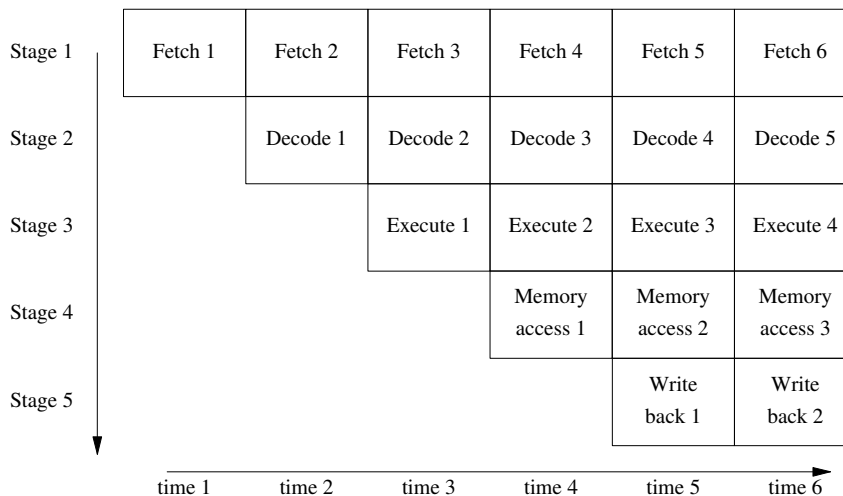 Stage 1 Fetch 1 Fetch 2 Fetch 3 Fetch 4 Fetch 5 Fetch 6
Stage 2 Decode 1 Decode 2 Decode 3 Decode 4 Decode 5
Stage 3 Execute 1 Execute 2 Execute 3 Execute 4
Stage 4 Memory Memory Memory
access 1 access 2 access 3
Stage 5 Write Write
back 1 back 2
time 1 time 2 time 3 time 4 time 5 time 6